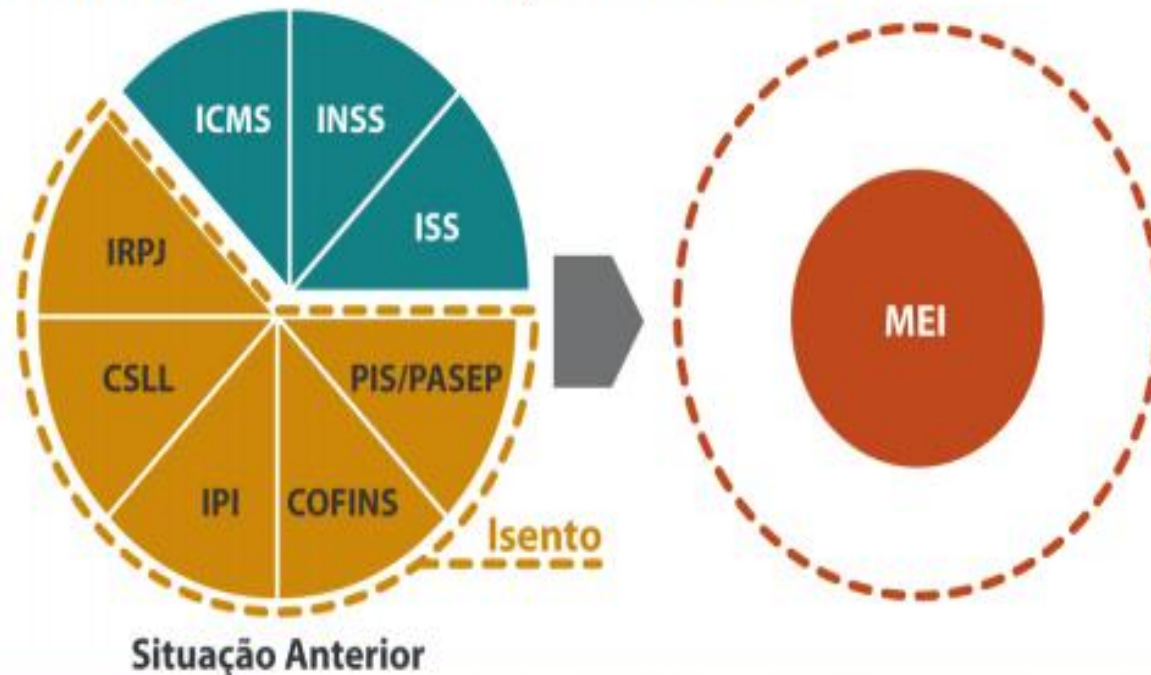 ICMS
INSS
ISS
IRPJ
CSLL
PIS/PASEP
IPI
COFINS
Isento
Situação Anterior
MEI